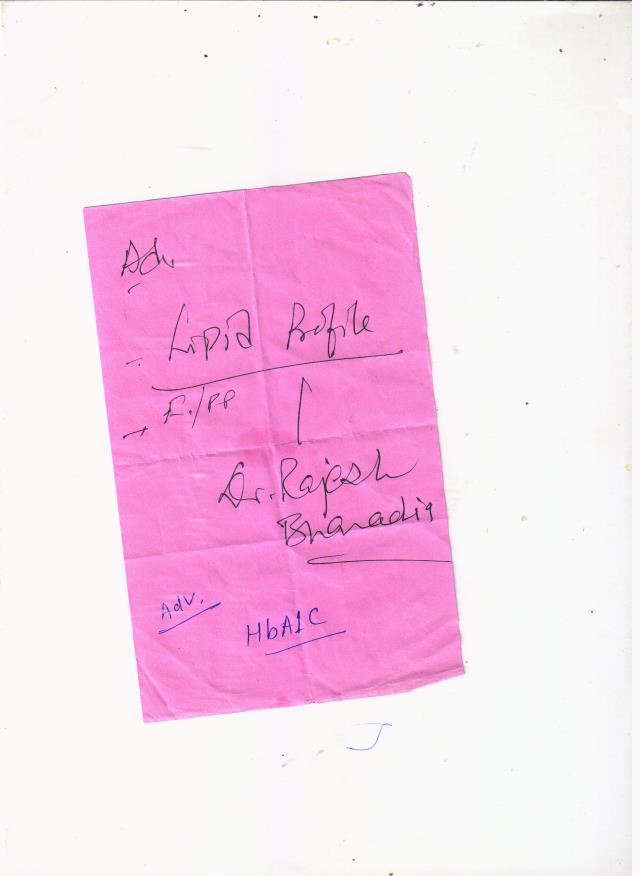 Adv
- Lipid Profile
→ F./PP
Dr. Rajesh
Bharadia
Adv.
HbA1C